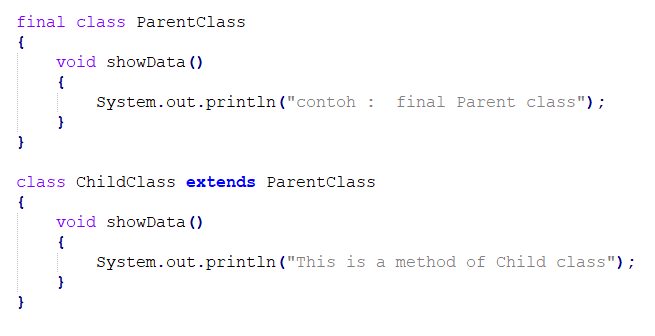 final class ParentClass
{
void showData()
{
System.out.println("contoh :  final Parent class");
}
}
class ChildClass extends ParentClass
{
void showData()
{
System.out.println("This is a method of Child class");
}
}